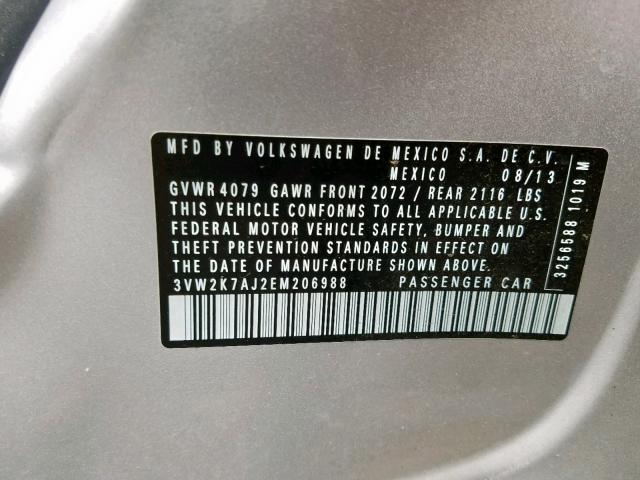 MFD BY VOLKSWAGEN DE MEXICO S.A. DE C.V.
MEXICO 08/13
GVWR 4079 GAWR FRONT 2072 / REAR 2116 LBS
THIS VEHICLE CONFORMS TO ALL APPLICABLE U.S.
FEDERAL MOTOR VEHICLE SAFETY, BUMPER AND
THEFT PREVENTION STANDARDS IN EFFECT ON
THE DATE OF MANUFACTURE SHOWN ABOVE.
3VW2K7AJ2EM206988 PASSENGER CAR
3256588 1019 M